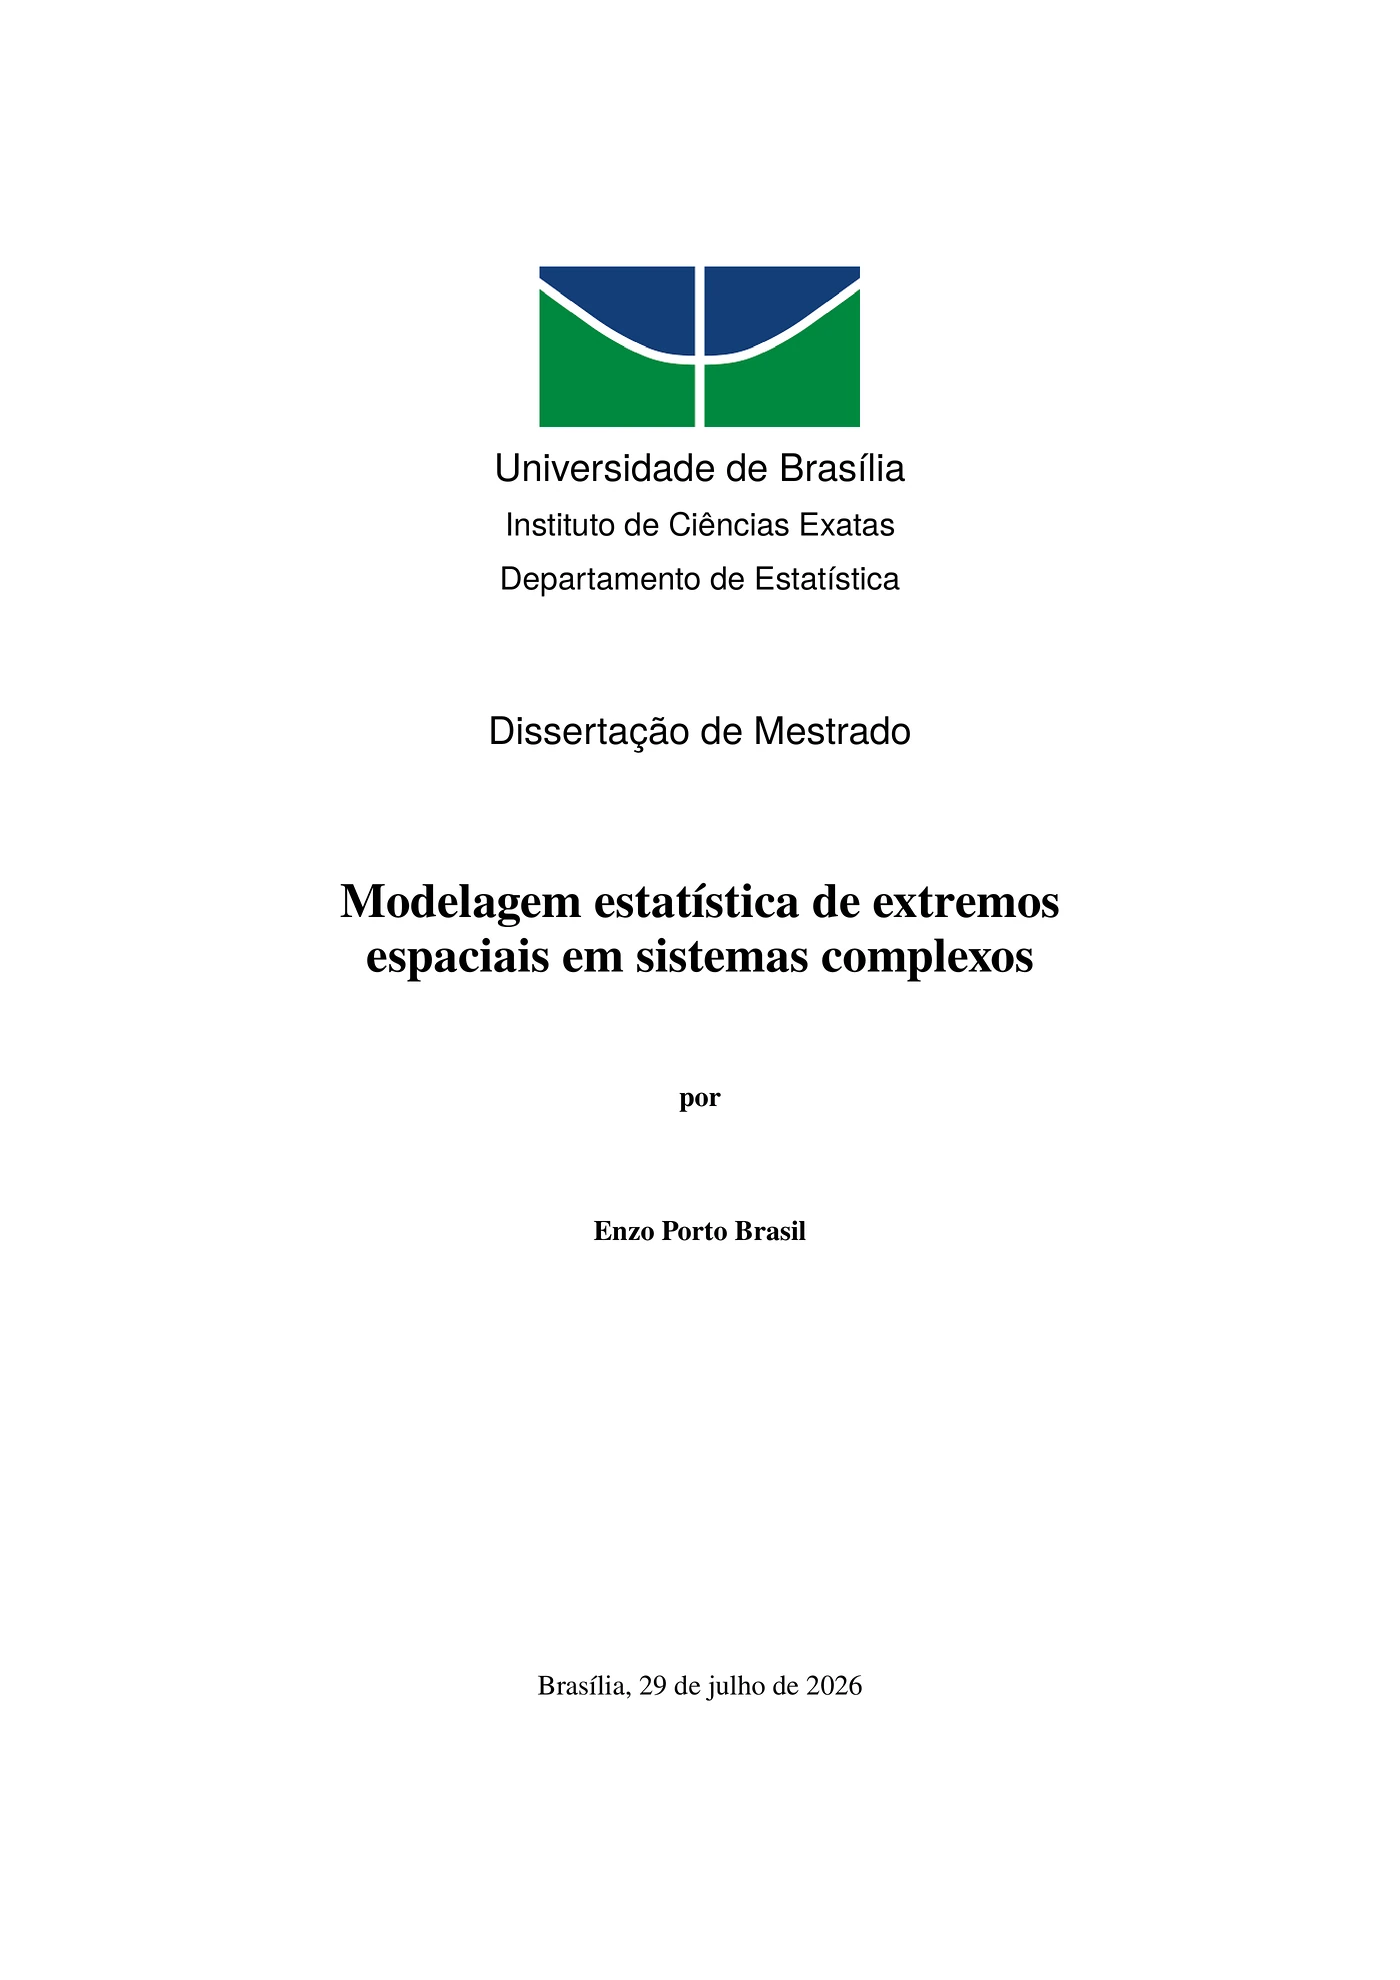 Universidade de Brasília
Instituto de Ciências Exatas
Departamento de Estatística
Dissertação de Mestrado
Modelagem estatística de extremos
espaciais em sistemas complexos
por
Enzo Porto Brasil
Brasília, 29 de julho de 2026